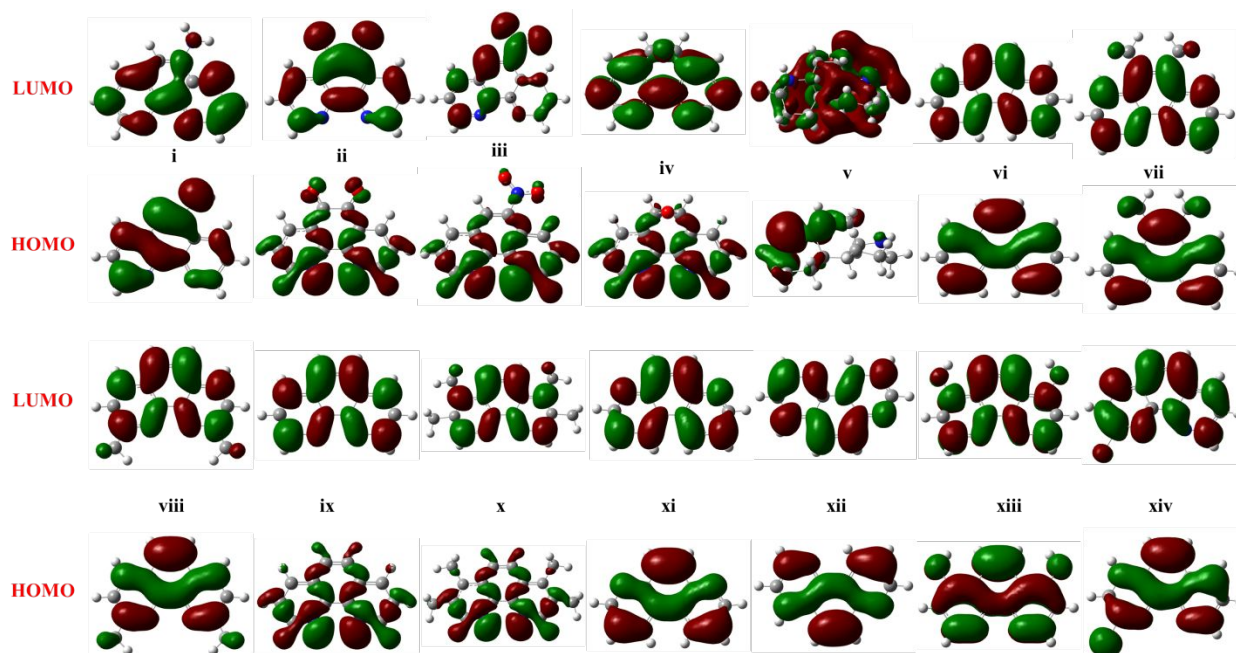 LUMO
i ii iii iv v vi vii
HOMO
LUMO
viii ix x xi xii xiii xiv
HOMO